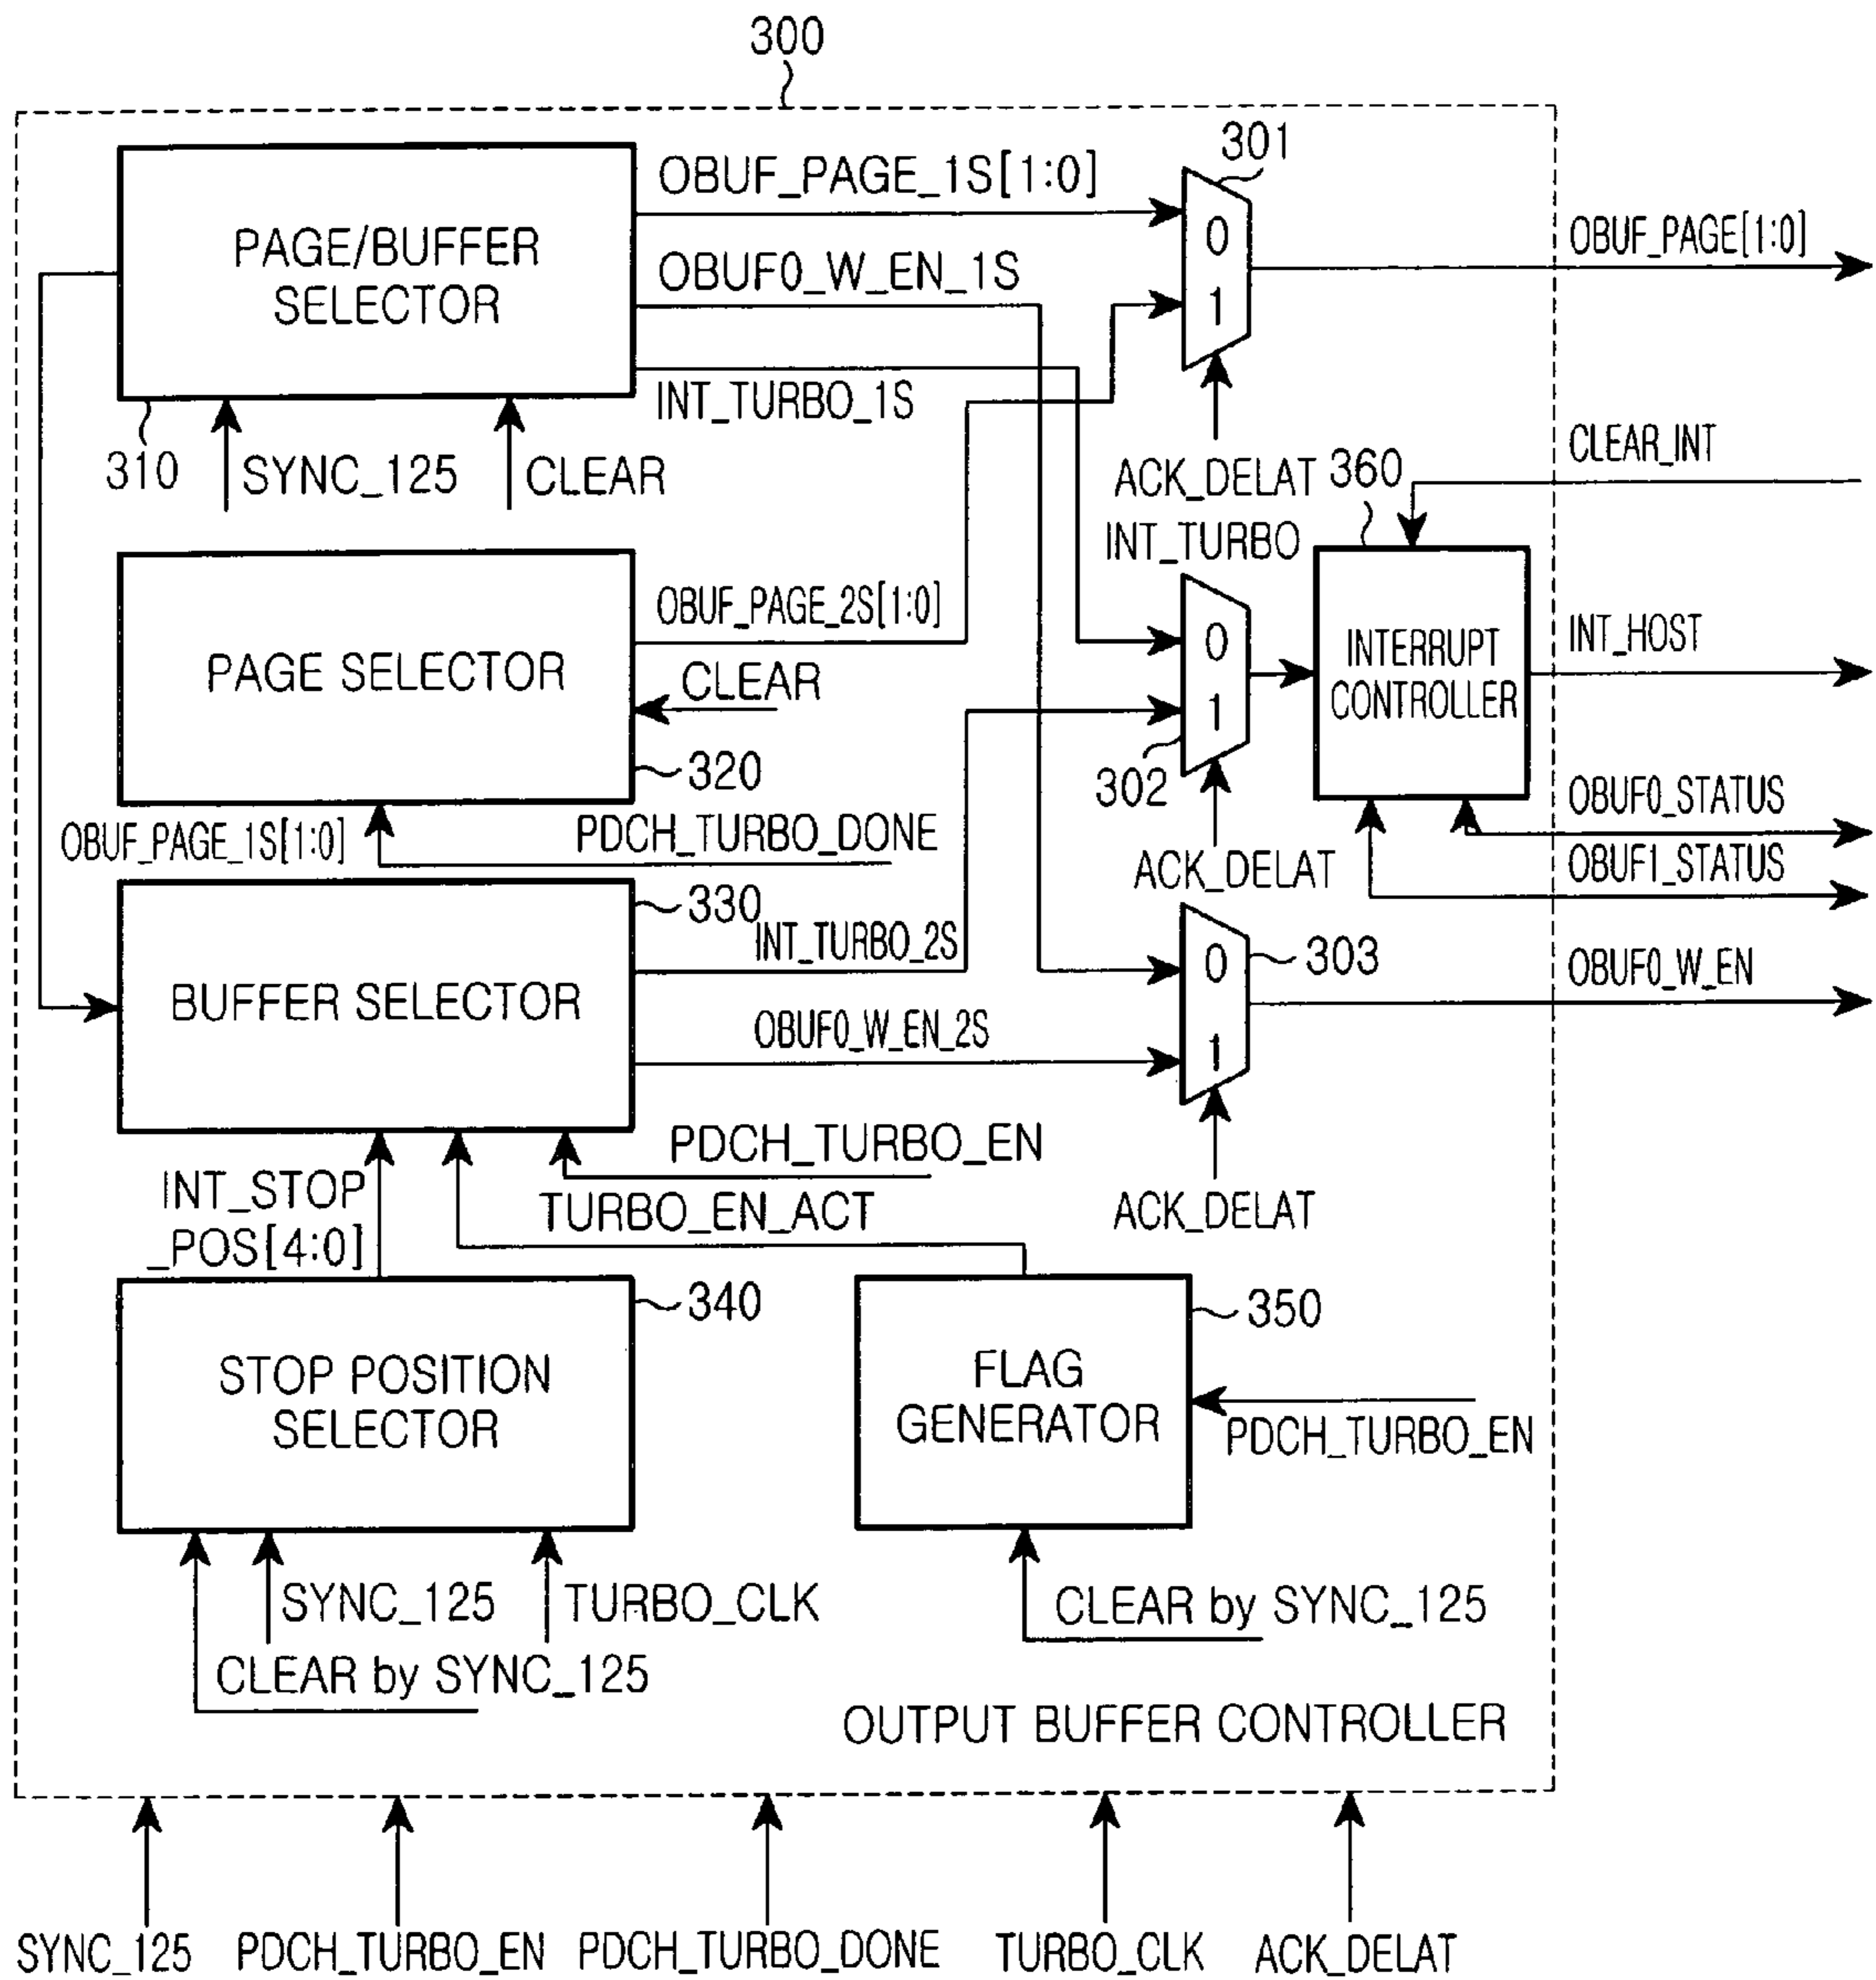 300
301
OBUF_PAGE_1S[1:0]
0
1
OBUF_PAGE[1:0]
PAGE/BUFFER
SELECTOR
OBUF0_W_EN_1S
INT_TURBO_1S
310
SYNC_125
CLEAR
ACK_DELAT
360
CLEAR_INT
INT_TURBO
OBUF_PAGE_2S[1:0]
PAGE SELECTOR
CLEAR
0
1
302
INTERRUPT
CONTROLLER
INT_HOST
320
OBUF_PAGE_1S[1:0]
PDCH_TURBO_DONE
ACK_DELAT
OBUF0_STATUS
OBUF1_STATUS
330
INT_TURBO_2S
0
1
303
OBUF0_W_EN
BUFFER SELECTOR
OBUF0_W_EN_2S
PDCH_TURBO_EN
INT_STOP
_POS[4:0]
TURBO_EN_ACT
ACK_DELAT
340
350
STOP POSITION
SELECTOR
FLAG
GENERATOR
PDCH_TURBO_EN
SYNC_125
TURBO_CLK
CLEAR by SYNC_125
CLEAR by SYNC_125
OUTPUT BUFFER CONTROLLER
SYNC_125
PDCH_TURBO_EN
PDCH_TURBO_DONE
TURBO_CLK
ACK_DELAT